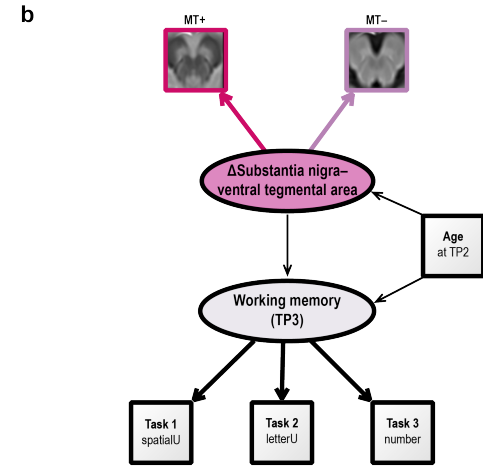 b
MT+
MT–
ΔSubstantia nigra–
ventral tegmental area
Age
at TP2
Working memory
(TP3)
Task 1
spatialU
Task 2
letterU
Task 3
number